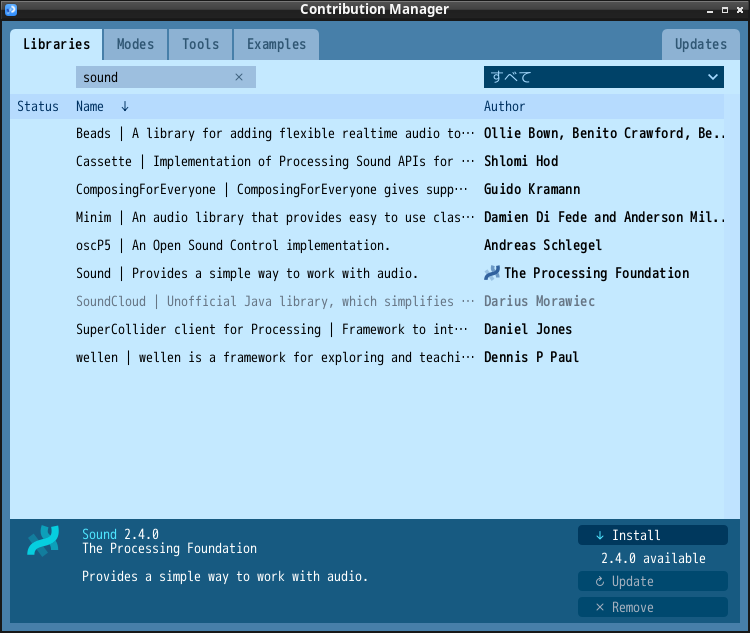 Contribution Manager
Libraries Modes Tools Examples Updates
sound × すべて
Status Name ↓ Author
Beads | A library for adding flexible realtime audio to··· Ollie Bown, Benito Crawford, Be..
Cassette | Implementation of Processing Sound APIs for ··· Shlomi Hod
ComposingForEveryone | ComposingForEveryone gives supp··· Guido Kramann
Minim | An audio library that provides easy to use clas··· Damien Di Fede and Anderson Mil..
oscP5 | An Open Sound Control implementation. Andreas Schlegel
Sound | Provides a simple way to work with audio. The Processing Foundation
SoundCloud | Unofficial Java library, which simplifies ··· Darius Morawiec
SuperCollider client for Processing | Framework to int··· Daniel Jones
wellen | wellen is a framework for exploring and teachi··· Dennis P Paul
Sound 2.4.0
The Processing Foundation
Provides a simple way to work with audio.
↓ Install
2.4.0 available
↻ Update
× Remove